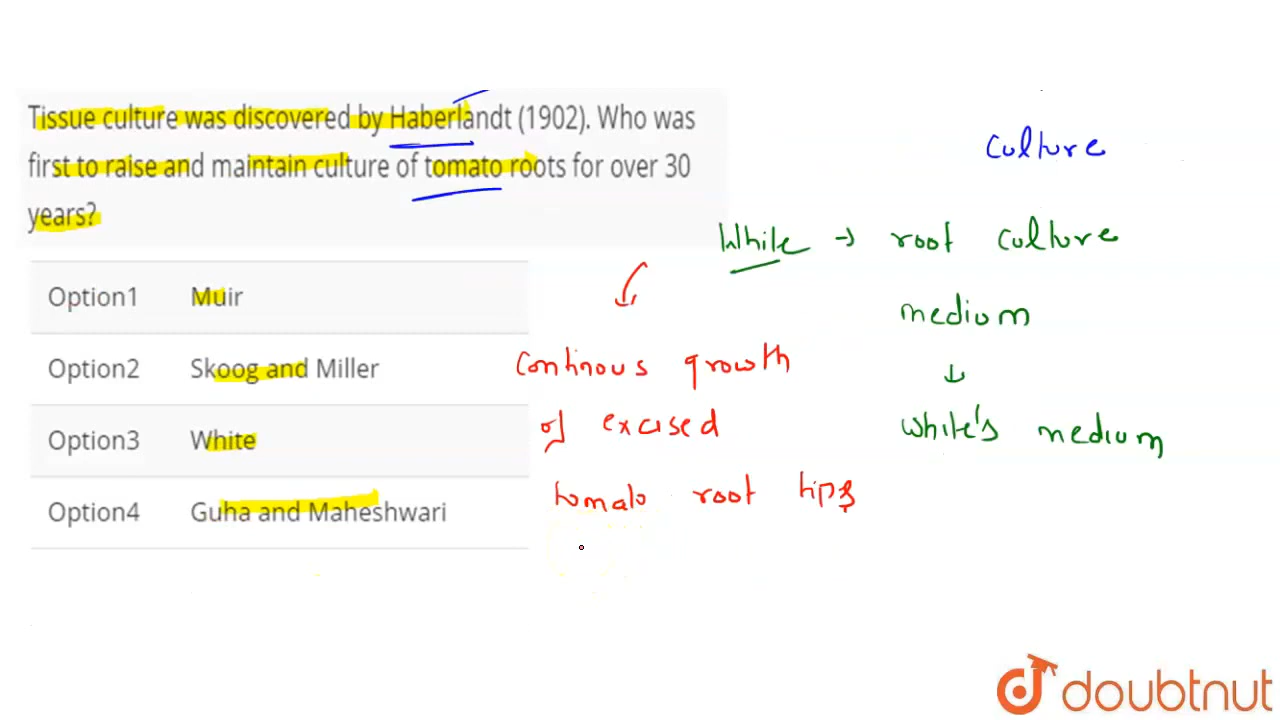 Tissue culture was discovered by Haberlandt (1902). Who was
first to raise and maintain culture of tomato roots for over 30
years?
Option1 Muir
Option2 Skoog and Miller
Option3 White
Option4 Guha and Maheshwari
culture
White → root culture
medium
↓
White's medium
continous growth
of excised
tomato root tips
doubtnut